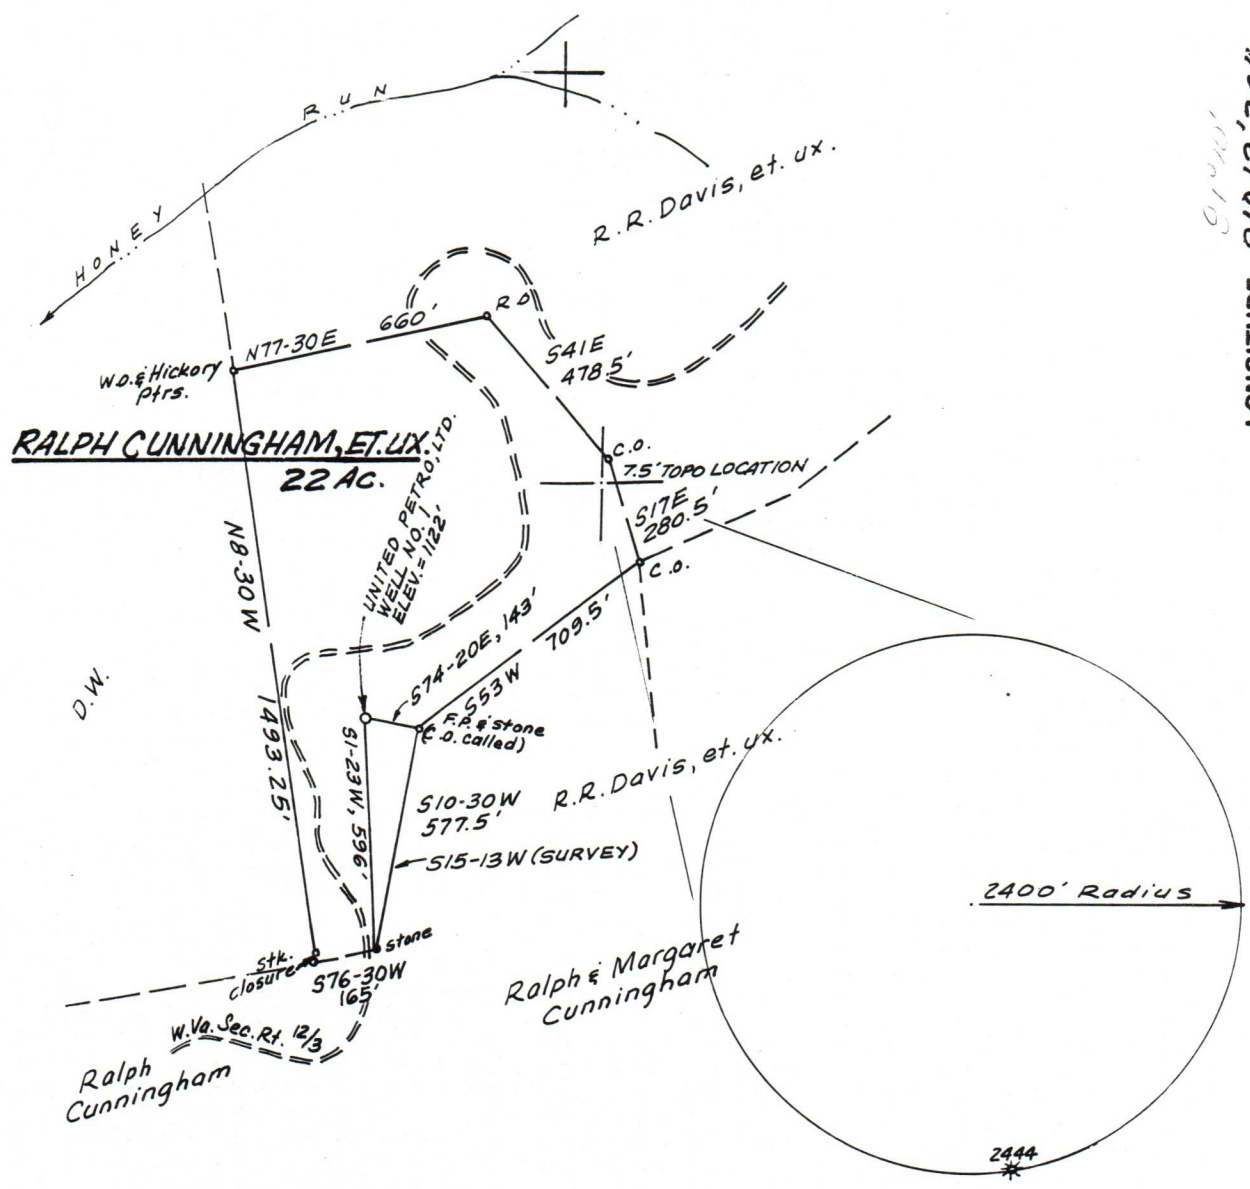 HONEY RUN
R.R. Davis, et. ux.
R.O.
660'
N77-30E
S41E
478.5'
W.O. & Hickory
Ptrs.
RALPH CUNNINGHAM, ET. UX.
22 AC.
C.O.
7.5' TOPO LOCATION
S17E
280.5'
C.O.
UNITED PETRO, LTD.
WELL NO. 1
ELEV. = 1122'
N8-30W
1493.25'
D.W.
S74-20E, 143'
S53W
709.5'
F.P. & Stone
(C.O. called)
S1-23W, 596'
S10-30W
577.5'
S15-13W (SURVEY)
R.R. Davis, et. ux.
2400' Radius
Stone
Stk.
closure
S76-30W
165'
Ralph & Margaret
Cunningham
W.Va. Sec. Rt. 12/3
Ralph
Cunningham
2444